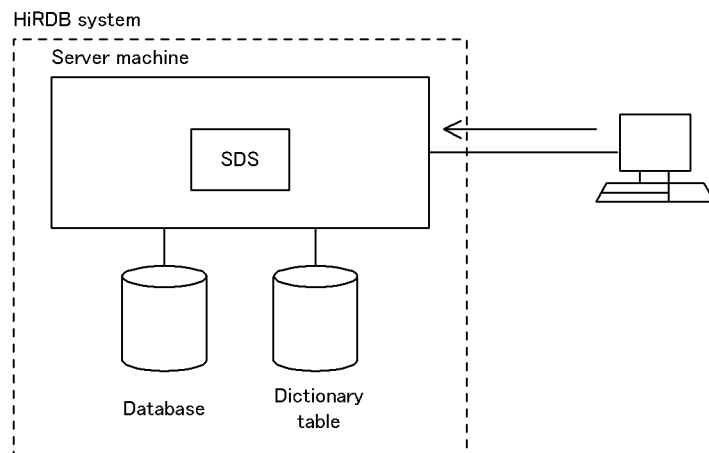 HiRDB system
Server machine
SDS
Database
Dictionary
table